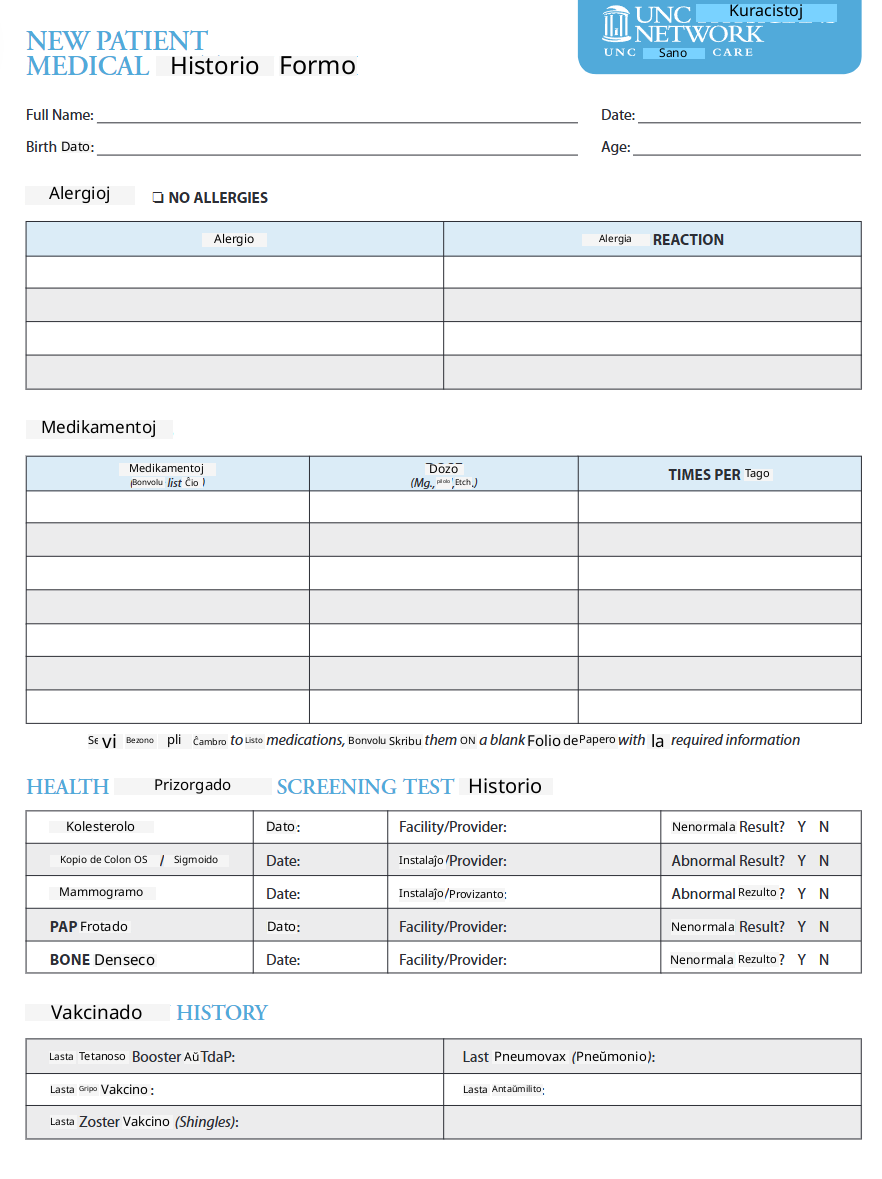 UNC Kuracistoj
NETWORK
UNC Sano CARE
NEW PATIENT
MEDICAL Historio Formo
Full Name: Date:
Birth Dato: Age:
Alergioj ❏ NO ALLERGIES
Alergio Alergia REACTION
Medikamentoj
Medikamentoj Dozo TIMES PER Tago
(Bonvolu list Ĉio ) (Mg., pilolo, Etch.)
Se vi Bezono pli Ĉambro to Listo medications, Bonvolu Skribu them ON a blank Folio de Papero with la required information
HEALTH Prizorgado SCREENING TEST Historio
Kolesterolo Dato: Facility/Provider: Nenormala Result? Y N
Kopio de Colon OS / Sigmoido Date: Instalaĵo/Provider: Abnormal Result? Y N
Mammogramo Date: Instalaĵo/Provizanto: Abnormal Rezulto ? Y N
PAP Frotado Dato: Facility/Provider: Nenormala Result? Y N
BONE Denseco Date: Facility/Provider: Nenormala Rezulto ? Y N
Vakcinado HISTORY
Lasta Tetanoso Booster Aŭ TdaP: Last Pneumovax (Pneŭmonio):
Lasta Gripo Vakcino : Lasta Antaŭmilito:
Lasta Zoster Vakcino (Shingles):